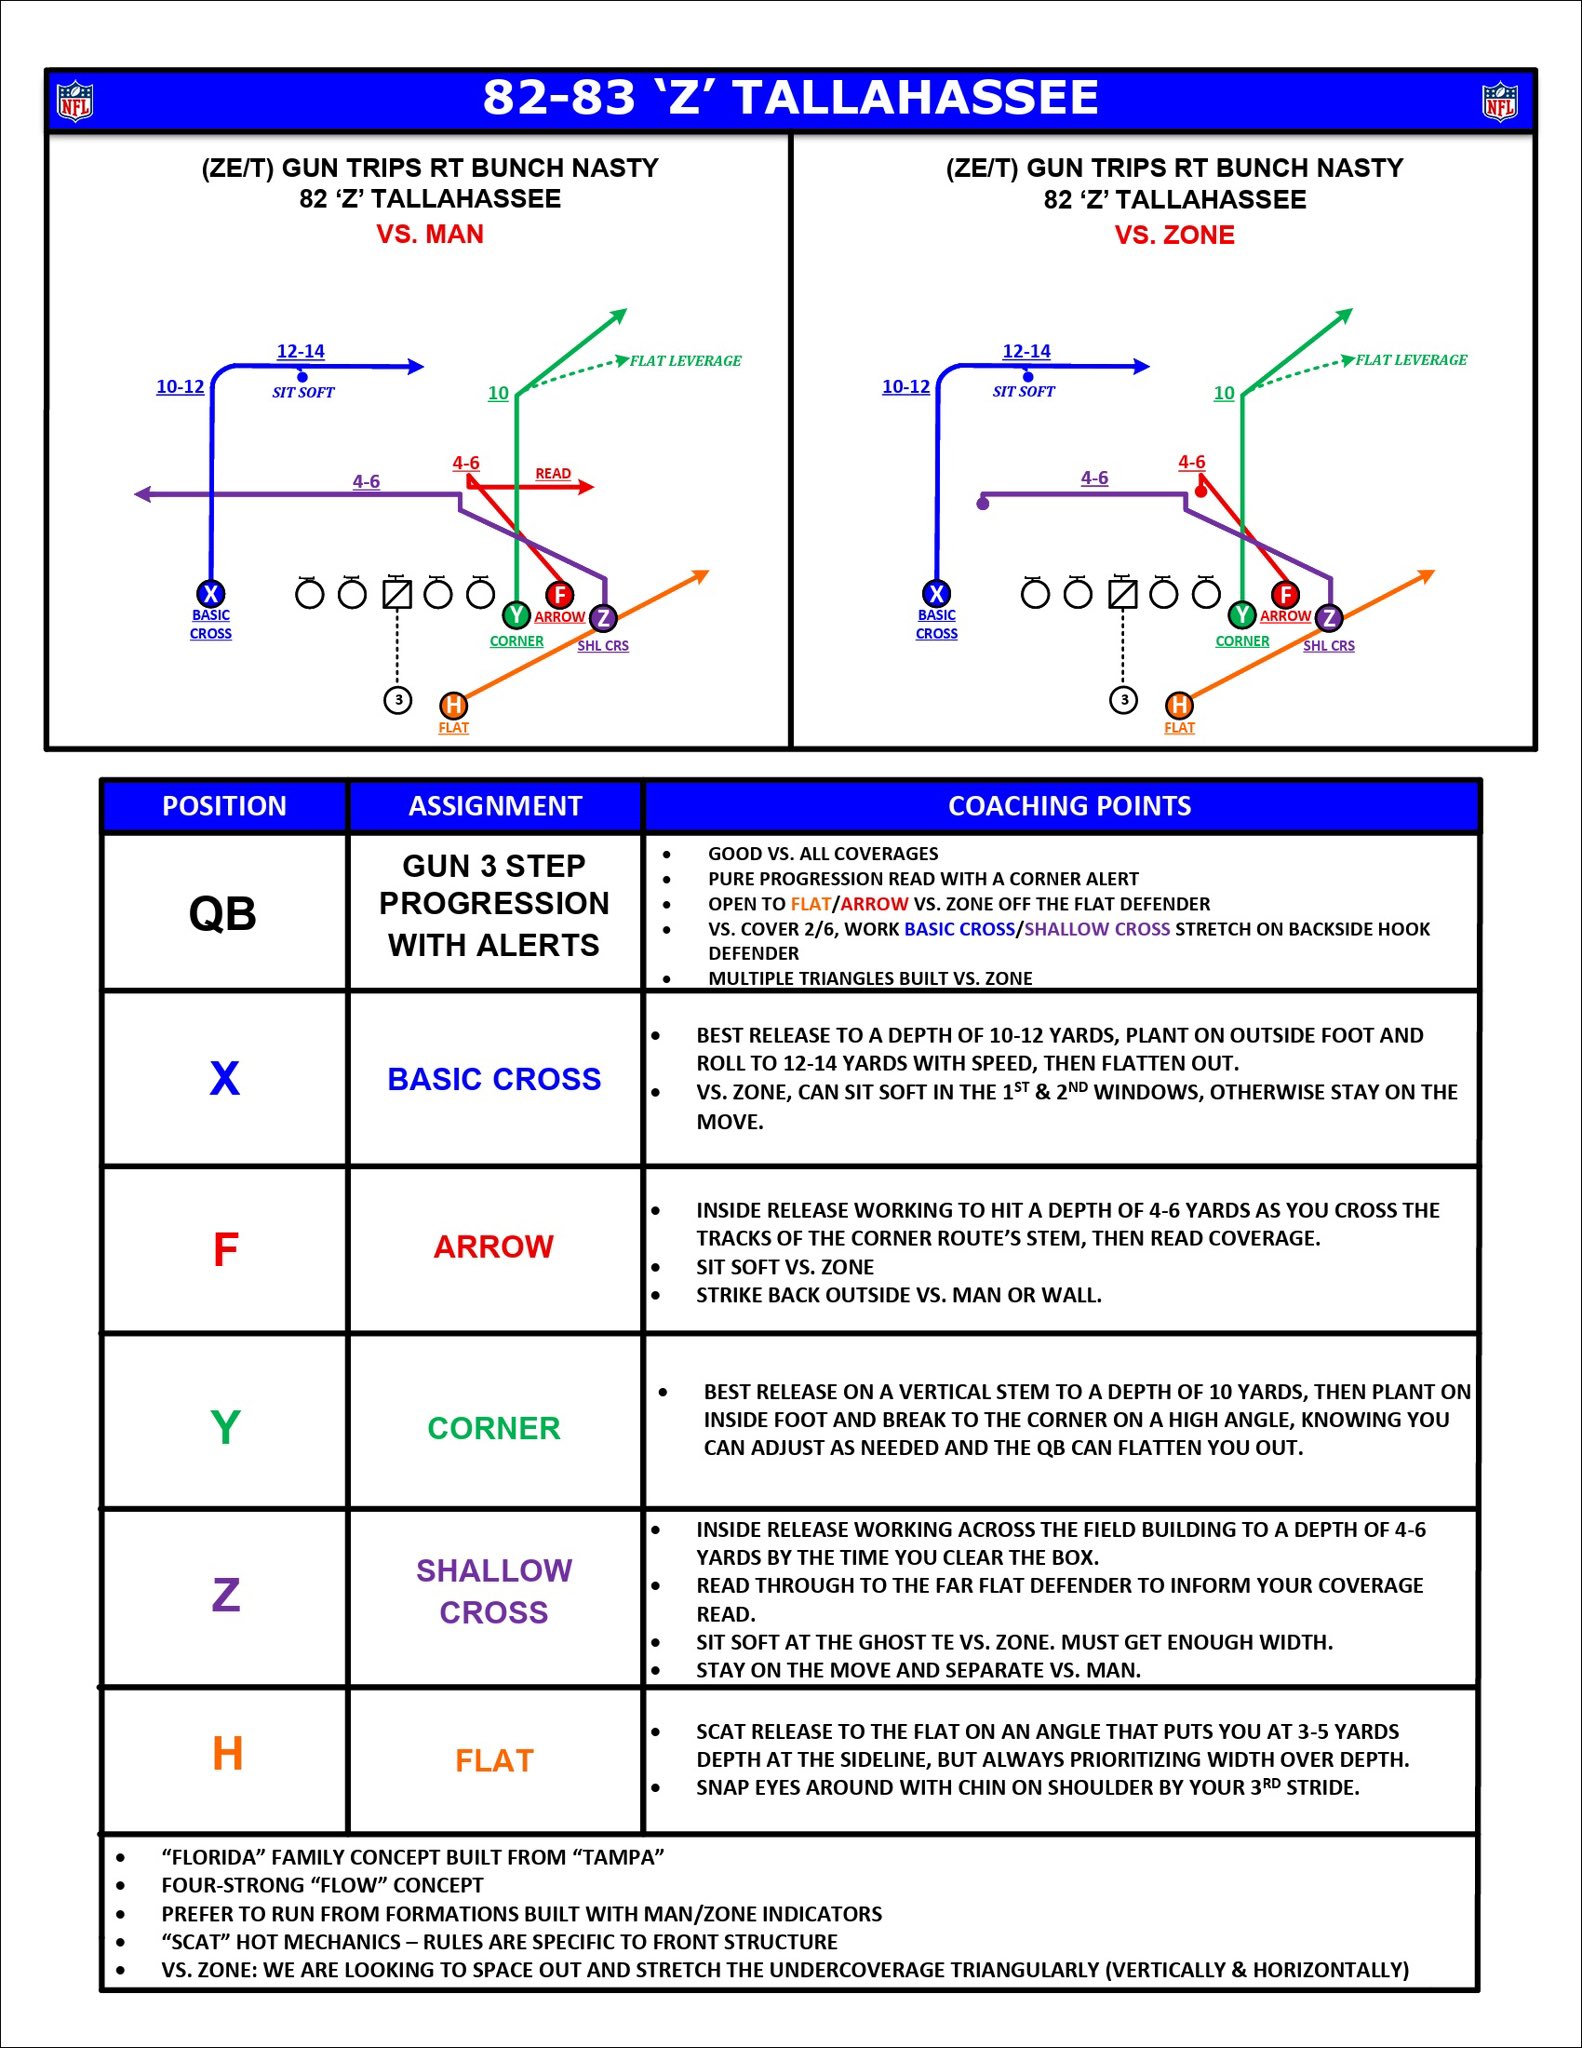 82-83 ‘Z’ TALLAHASSEE
NFL
NFL
(ZE/T) GUN TRIPS RT BUNCH NASTY
82 ‘Z’ TALLAHASSEE
VS. MAN
12-14
10-12
SIT SOFT
FLAT LEVERAGE
10
4-6
READ
4-6
X
BASIC
CROSS
Y
CORNER
F
ARROW
Z
SHL CRS
3
H
FLAT
(ZE/T) GUN TRIPS RT BUNCH NASTY
82 ‘Z’ TALLAHASSEE
VS. ZONE
12-14
10-12
SIT SOFT
FLAT LEVERAGE
10
4-6
4-6
X
BASIC
CROSS
Y
CORNER
F
ARROW
Z
SHL CRS
3
H
FLAT
POSITION
ASSIGNMENT
COACHING POINTS
QB
GUN 3 STEP
PROGRESSION
WITH ALERTS
• GOOD VS. ALL COVERAGES
• PURE PROGRESSION READ WITH A CORNER ALERT
• OPEN TO FLAT/ARROW VS. ZONE OFF THE FLAT DEFENDER
• VS. COVER 2/6, WORK BASIC CROSS/SHALLOW CROSS STRETCH ON BACKSIDE HOOK
DEFENDER
• MULTIPLE TRIANGLES BUILT VS. ZONE
X
BASIC CROSS
• BEST RELEASE TO A DEPTH OF 10-12 YARDS, PLANT ON OUTSIDE FOOT AND
ROLL TO 12-14 YARDS WITH SPEED, THEN FLATTEN OUT.
• VS. ZONE, CAN SIT SOFT IN THE 1ST & 2ND WINDOWS, OTHERWISE STAY ON THE
MOVE.
F
ARROW
• INSIDE RELEASE WORKING TO HIT A DEPTH OF 4-6 YARDS AS YOU CROSS THE
TRACKS OF THE CORNER ROUTE’S STEM, THEN READ COVERAGE.
• SIT SOFT VS. ZONE
• STRIKE BACK OUTSIDE VS. MAN OR WALL.
Y
CORNER
• BEST RELEASE ON A VERTICAL STEM TO A DEPTH OF 10 YARDS, THEN PLANT ON
INSIDE FOOT AND BREAK TO THE CORNER ON A HIGH ANGLE, KNOWING YOU
CAN ADJUST AS NEEDED AND THE QB CAN FLATTEN YOU OUT.
Z
SHALLOW
CROSS
• INSIDE RELEASE WORKING ACROSS THE FIELD BUILDING TO A DEPTH OF 4-6
YARDS BY THE TIME YOU CLEAR THE BOX.
• READ THROUGH TO THE FAR FLAT DEFENDER TO INFORM YOUR COVERAGE
READ.
• SIT SOFT AT THE GHOST TE VS. ZONE. MUST GET ENOUGH WIDTH.
• STAY ON THE MOVE AND SEPARATE VS. MAN.
H
FLAT
• SCAT RELEASE TO THE FLAT ON AN ANGLE THAT PUTS YOU AT 3-5 YARDS
DEPTH AT THE SIDELINE, BUT ALWAYS PRIORITIZING WIDTH OVER DEPTH.
• SNAP EYES AROUND WITH CHIN ON SHOULDER BY YOUR 3RD STRIDE.
• “FLORIDA” FAMILY CONCEPT BUILT FROM “TAMPA”
• FOUR-STRONG “FLOW” CONCEPT
• PREFER TO RUN FROM FORMATIONS BUILT WITH MAN/ZONE INDICATORS
• “SCAT” HOT MECHANICS – RULES ARE SPECIFIC TO FRONT STRUCTURE
• VS. ZONE: WE ARE LOOKING TO SPACE OUT AND STRETCH THE UNDERCOVERAGE TRIANGULARLY (VERTICALLY & HORIZONTALLY)